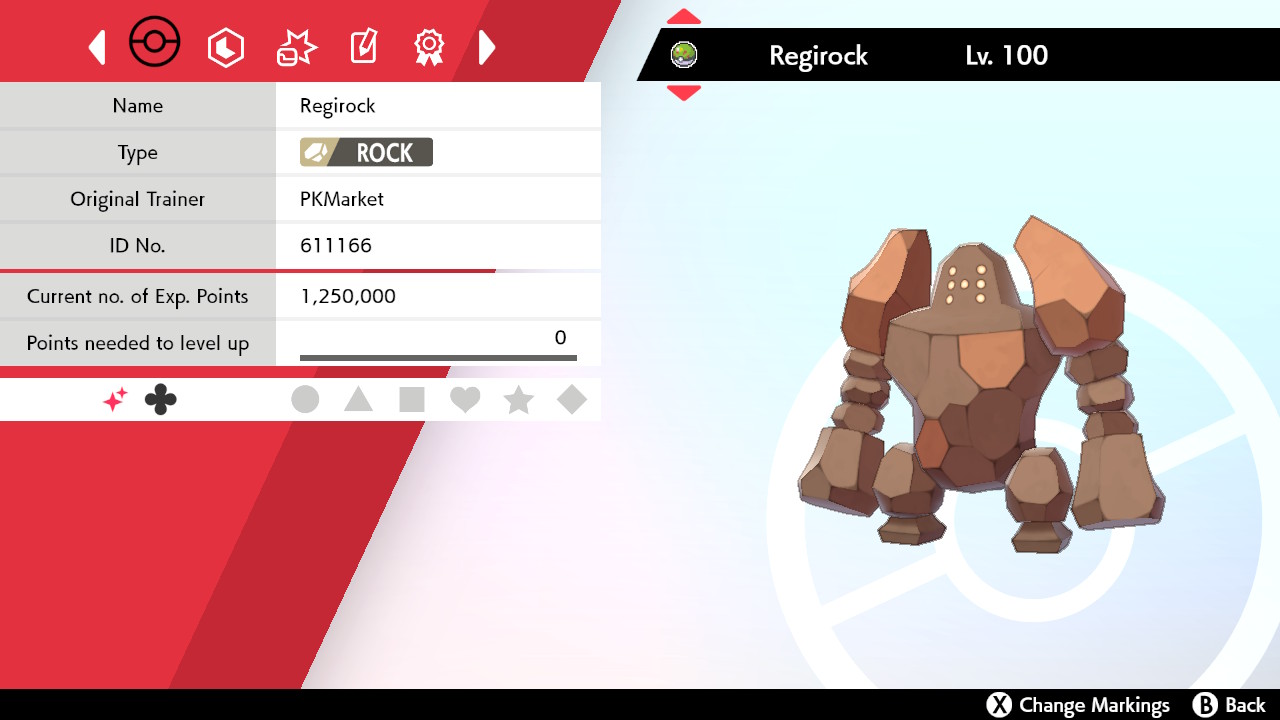 Regirock Lv. 100
Name Regirock
Type ROCK
Original Trainer PKMarket
ID No. 611166
Current no. of Exp. Points 1,250,000
Points needed to level up 0
X Change Markings B Back